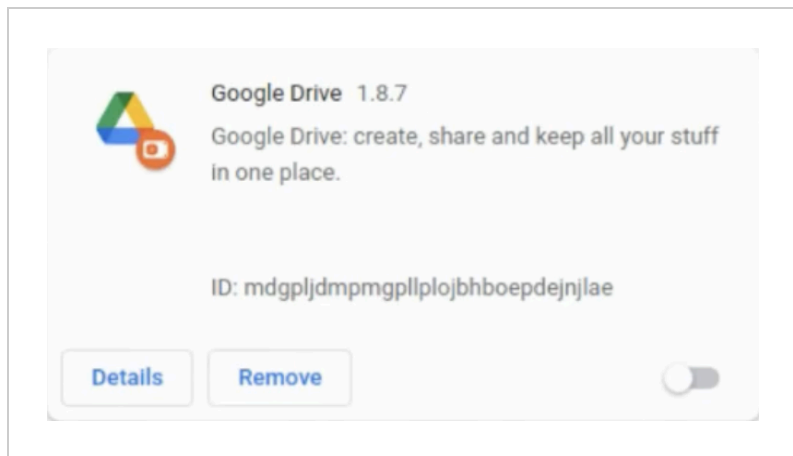 Google Drive 1.8.7
Google Drive: create, share and keep all your stuff
in one place.
ID: mdgpljdmpmgpllplojbhboepdejnjlae
Details Remove